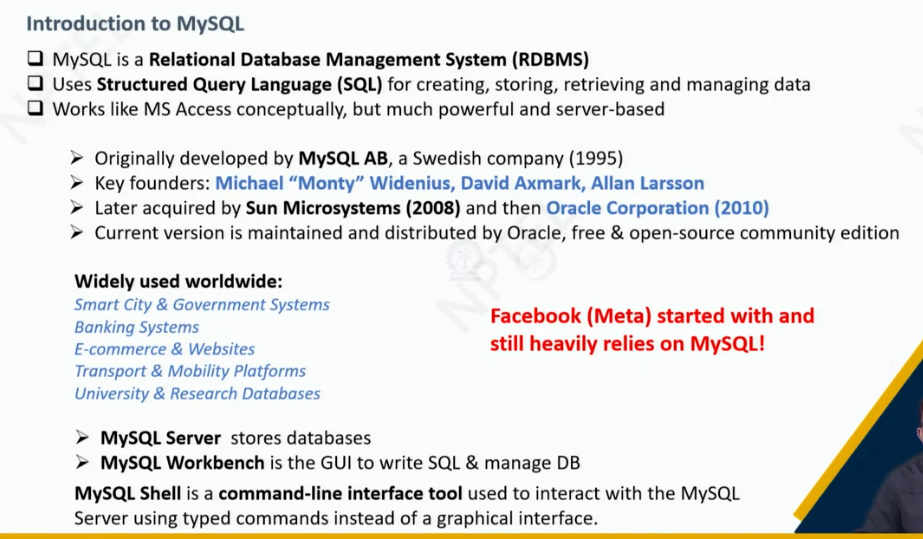 Introduction to MySQL
MySQL is a Relational Database Management System (RDBMS)
Uses Structured Query Language (SQL) for creating, storing, retrieving and managing data
Works like MS Access conceptually, but much powerful and server-based
Originally developed by MySQL AB, a Swedish company (1995)
Key founders: Michael “Monty” Widenius, David Axmark, Allan Larsson
Later acquired by Sun Microsystems (2008) and then Oracle Corporation (2010)
Current version is maintained and distributed by Oracle, free & open-source community edition
Widely used worldwide:
Smart City & Government Systems
Banking Systems
E-commerce & Websites
Transport & Mobility Platforms
University & Research Databases
Facebook (Meta) started with and
still heavily relies on MySQL!
MySQL Server stores databases
MySQL Workbench is the GUI to write SQL & manage DB
MySQL Shell is a command-line interface tool used to interact with the MySQL
Server using typed commands instead of a graphical interface.